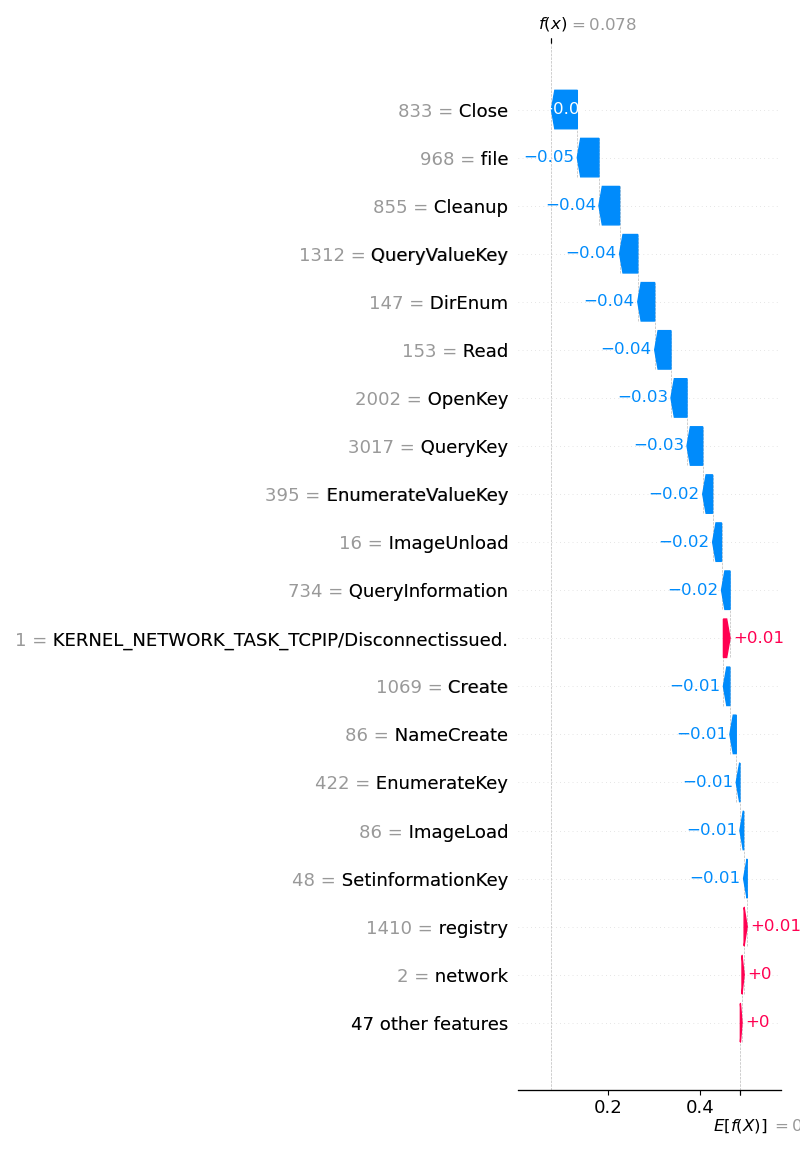 f(x) = 0.078
833 = Close
968 = file −0.05
855 = Cleanup −0.04
1312 = QueryValueKey −0.04
147 = DirEnum −0.04
153 = Read −0.04
2002 = OpenKey −0.03
3017 = QueryKey −0.03
395 = EnumerateValueKey −0.02
16 = ImageUnload −0.02
734 = QueryInformation −0.02
1 = KERNEL_NETWORK_TASK_TCPIP/Disconnectissued. +0.01
1069 = Create −0.01
86 = NameCreate −0.01
422 = EnumerateKey −0.01
86 = ImageLoad −0.01
48 = SetinformationKey −0.01
1410 = registry +0.01
2 = network +0
47 other features +0
0.2 0.4
E[f(X)] =